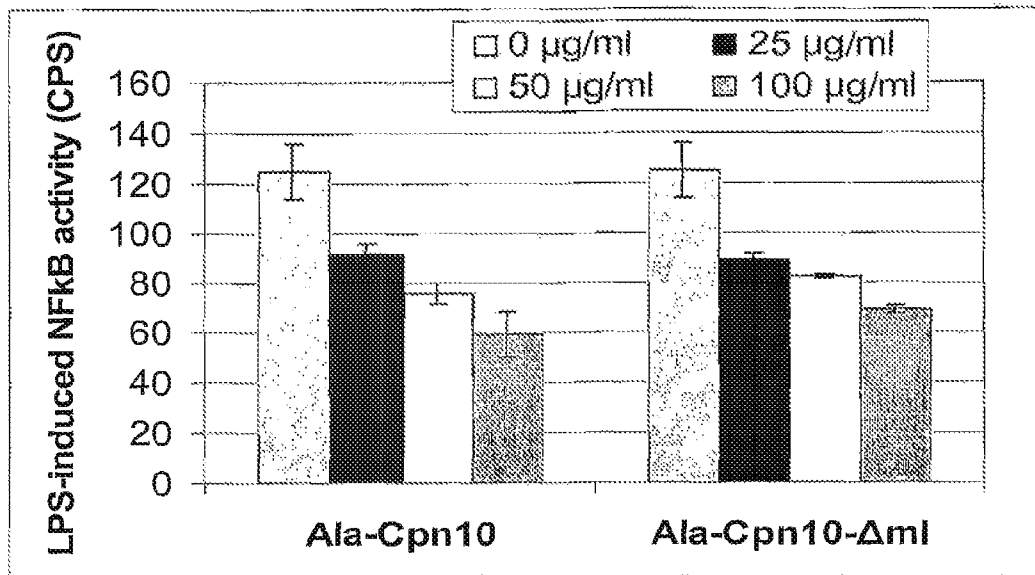 LPS-induced NFkB activity (CPS)
0 µg/ml
25 µg/ml
50 µg/ml
100 µg/ml
160
140
120
100
80
60
40
20
0
Ala-Cpn10
Ala-Cpn10-Δml